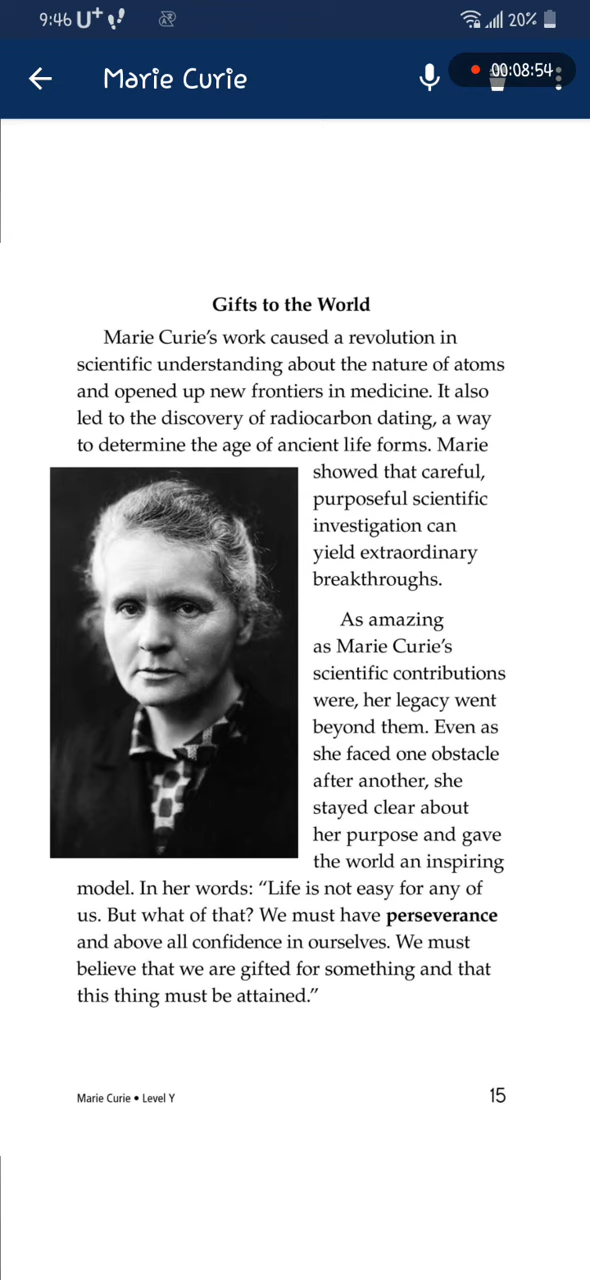 9:46 U+ 20%
Marie Curie 00:08:54
Gifts to the World
Marie Curie’s work caused a revolution in
scientific understanding about the nature of atoms
and opened up new frontiers in medicine. It also
led to the discovery of radiocarbon dating, a way
to determine the age of ancient life forms. Marie
showed that careful,
purposeful scientific
investigation can
yield extraordinary
breakthroughs.
As amazing
as Marie Curie’s
scientific contributions
were, her legacy went
beyond them. Even as
she faced one obstacle
after another, she
stayed clear about
her purpose and gave
the world an inspiring
model. In her words: “Life is not easy for any of
us. But what of that? We must have perseverance
and above all confidence in ourselves. We must
believe that we are gifted for something and that
this thing must be attained.”
Marie Curie • Level Y 15